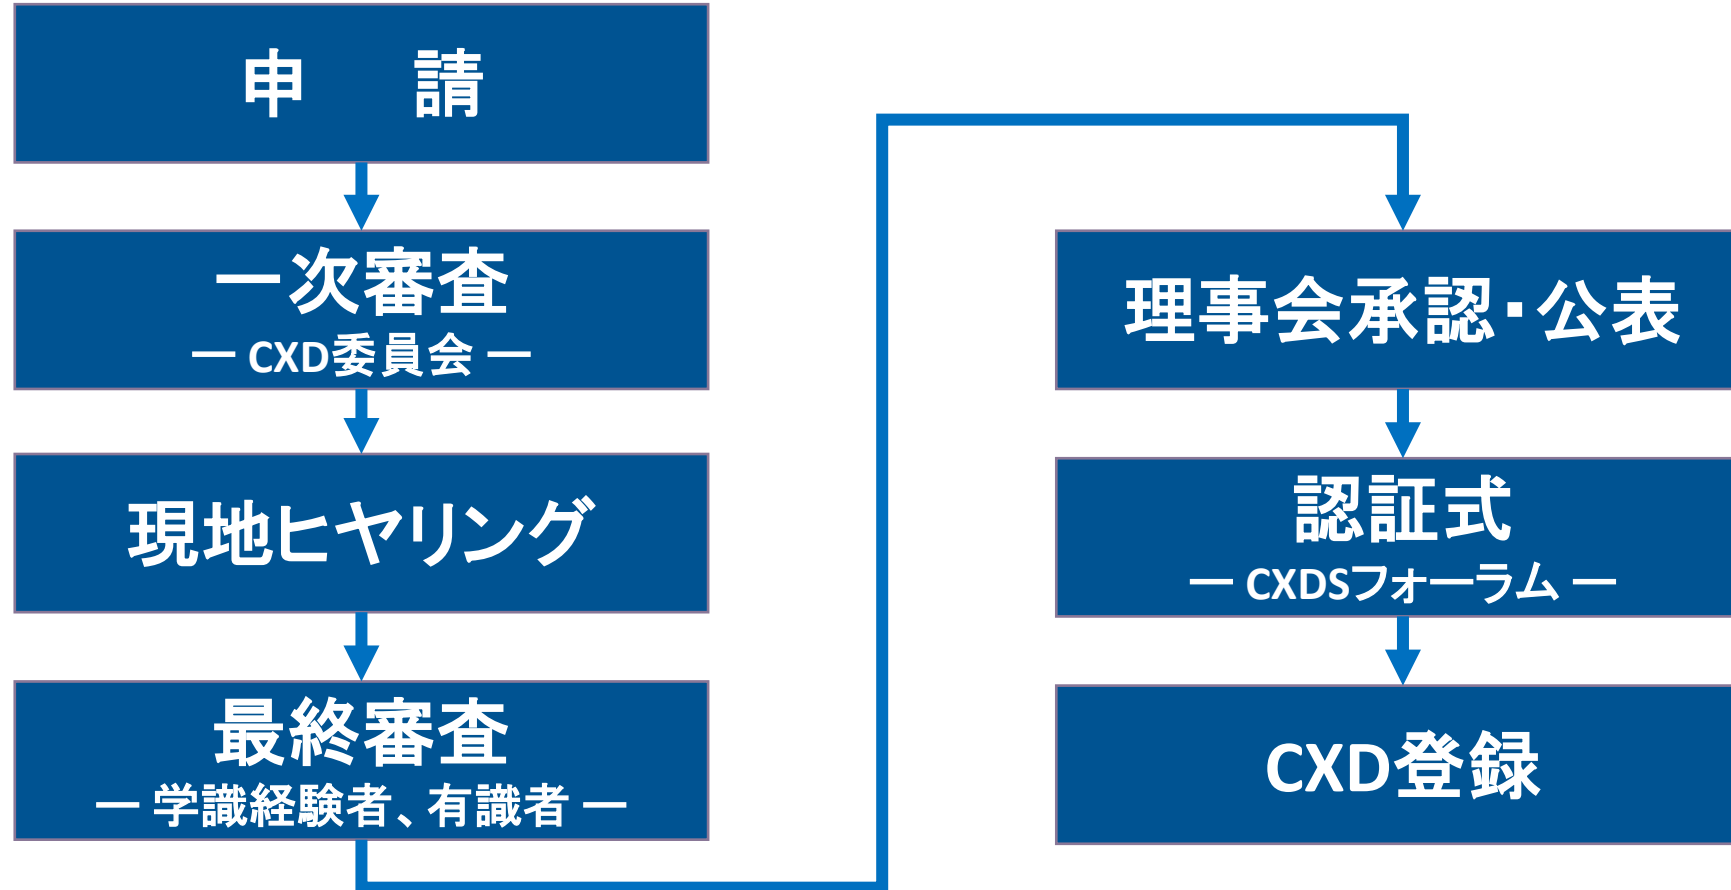 申　請
一次審査
― CXD委員会 ―
現地ヒヤリング
最終審査
― 学識経験者、有識者 ―
理事会承認・公表
認証式
― CXDSフォーラム ―
CXD登録